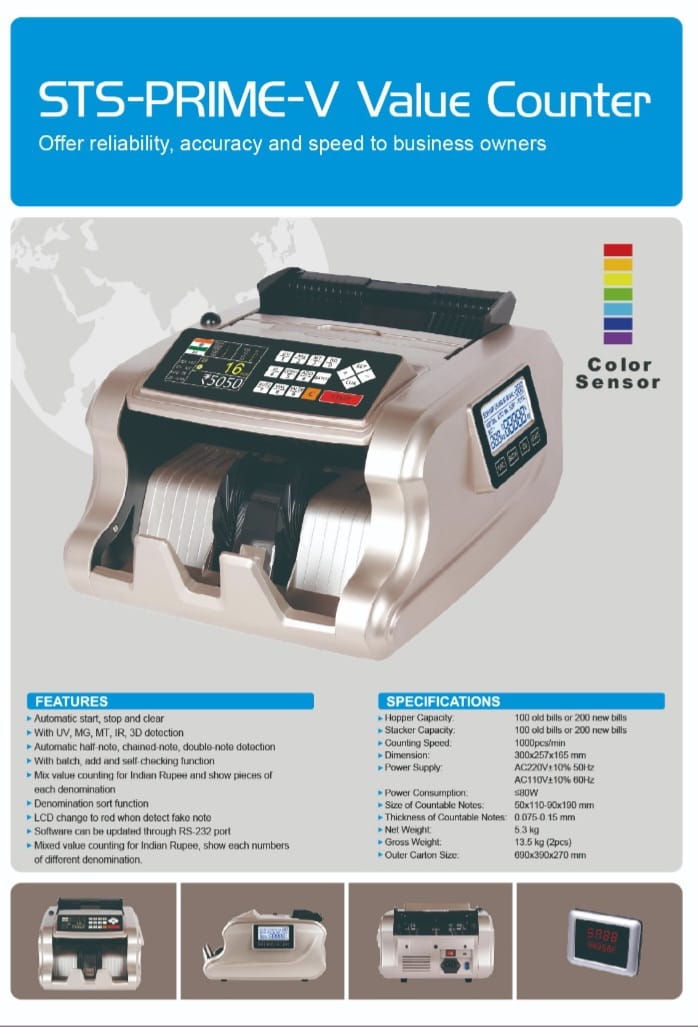 STS-PRIME-V Value Counter
Offer reliability, accuracy and speed to business owners
Color
Sensor
16
₹5050
START
FEATURES
▸ Automatic start, stop and clear
▸ With UV, MG, MT, IR, 3D detection
▸ Automatic half-note, chained-note, double-note detection
▸ With batch, add and self-checking function
▸ Mix value counting for Indian Rupee and show pieces of
each denomination
▸ Denomination sort function
▸ LCD change to red when detect fake note
▸ Software can be updated through RS-232 port
▸ Mixed value counting for Indian Rupee, show each numbers
of different denomination.
SPECIFICATIONS
▸ Hopper Capacity: 100 old bills or 200 new bills
▸ Stacker Capacity: 100 old bills or 200 new bills
▸ Counting Speed: 1000pcs/min
▸ Dimension: 300x257x165 mm
▸ Power Supply: AC220V±10% 50Hz
AC110V±10% 60Hz
▸ Power Consumption: ≤80W
▸ Size of Countable Notes: 50x110-90x190 mm
▸ Thickness of Countable Notes: 0.075-0.15 mm
▸ Net Weight: 5.3 kg
▸ Gross Weight: 13.5 kg (2pcs)
▸ Outer Carton Size: 690x390x270 mm